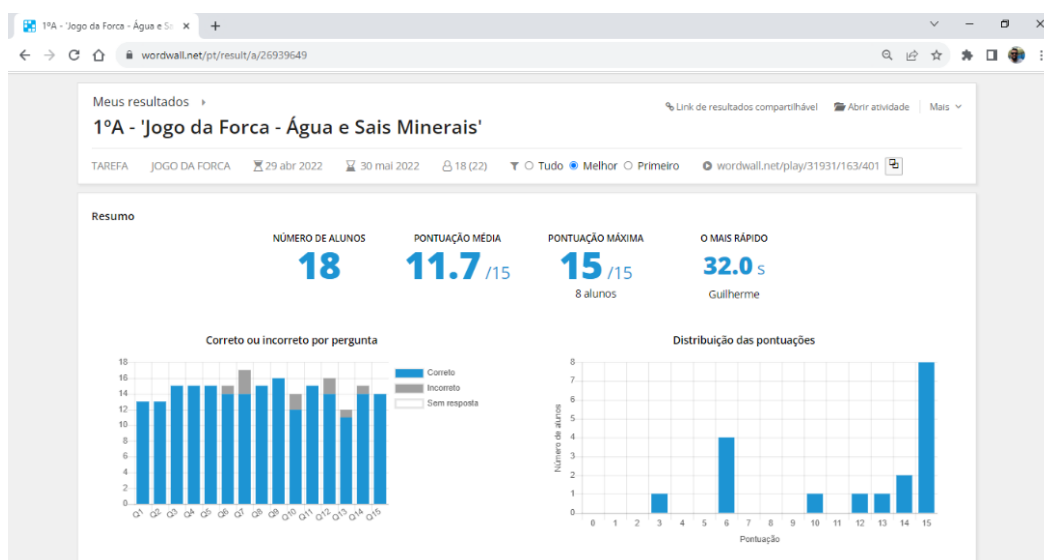 1ºA - 'Jogo da Forca - Água e Sa
wordwall.net/pt/result/a/26939649
Meus resultados
Link de resultados compartilhável Abrir atividade Mais
1ºA - 'Jogo da Forca - Água e Sais Minerais'
TAREFA JOGO DA FORCA 29 abr 2022 30 mai 2022 18 (22) Tudo Melhor Primeiro wordwall.net/play/31931/163/401
Resumo
NÚMERO DE ALUNOS PONTUAÇÃO MÉDIA PONTUAÇÃO MÁXIMA O MAIS RÁPIDO
18 11.7 /15 15 /15 32.0 s
8 alunos Guilherme
Correto ou incorreto por pergunta
18
16
14
12
10
8
6
4
2
0
Q1 Q2 Q3 Q4 Q5 Q6 Q7 Q8 Q9 Q10 Q11 Q12 Q13 Q14 Q15
Correto
Incorreto
Sem resposta
Distribuição das pontuações
Número de alunos
8
7
6
5
4
3
2
1
0
0 1 2 3 4 5 6 7 8 9 10 11 12 13 14 15
Pontuação